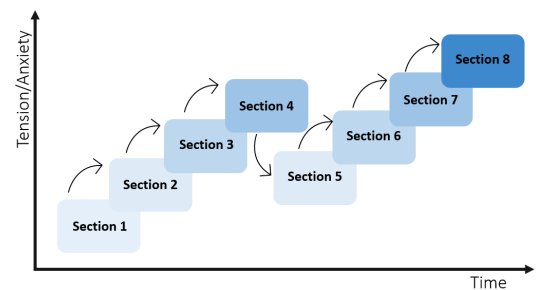 Tension/Anxiety
Section 8
Section 7
Section 4
Section 6
Section 3
Section 5
Section 2
Section 1
Time